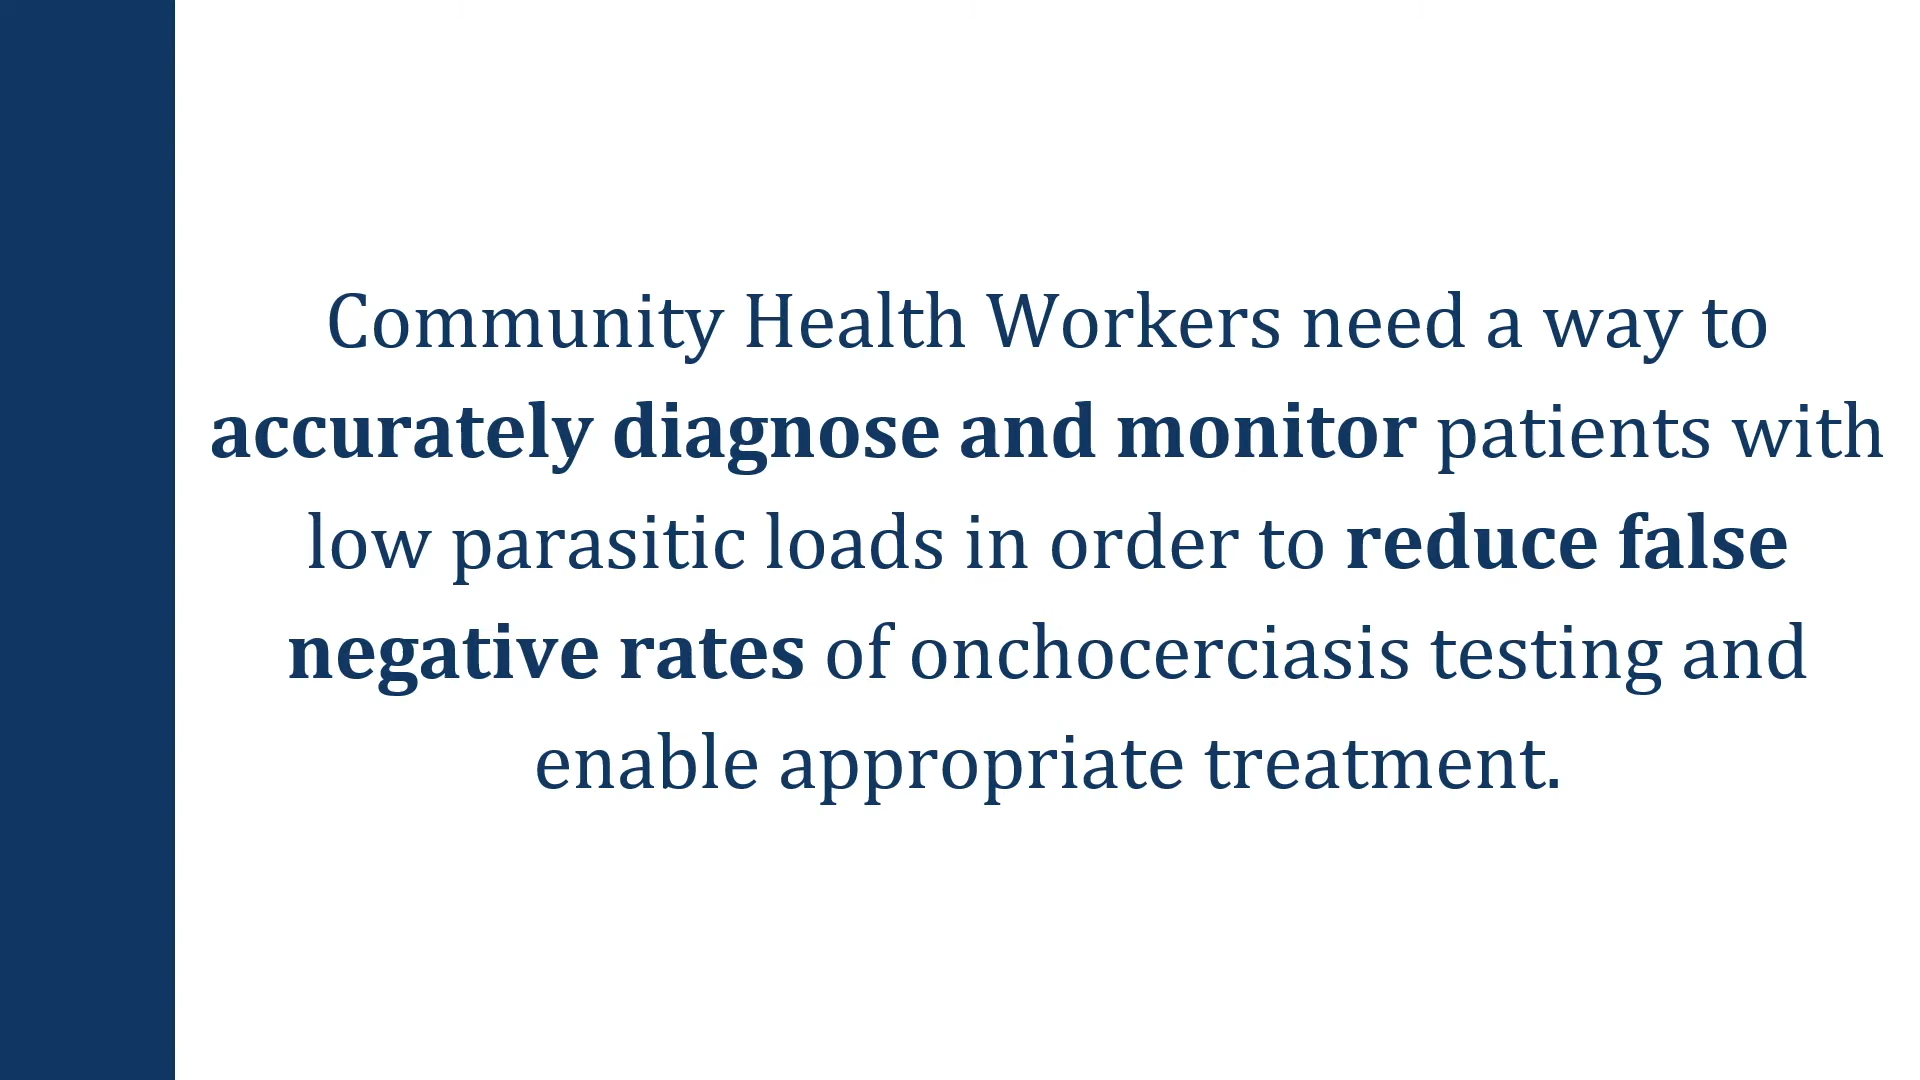 Community Health Workers need a way to
accurately diagnose and monitor patients with
low parasitic loads in order to reduce false
negative rates of onchocerciasis testing and
enable appropriate treatment.